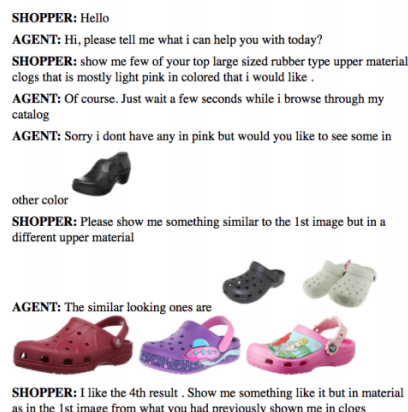 SHOPPER: Hello
AGENT: Hi, please tell me what i can help you with today?
SHOPPER: show me few of your top large sized rubber type upper material
clogs that is mostly light pink in colored that i would like .
AGENT: Of course. Just wait a few seconds while i browse through my
catalog
AGENT: Sorry i dont have any in pink but would you like to see some in
other color
SHOPPER: Please show me something similar to the 1st image but in a
different upper material
AGENT: The similar looking ones are
SHOPPER: I like the 4th result . Show me something like it but in material
as in the 1st image from what you had previously shown me in clogs